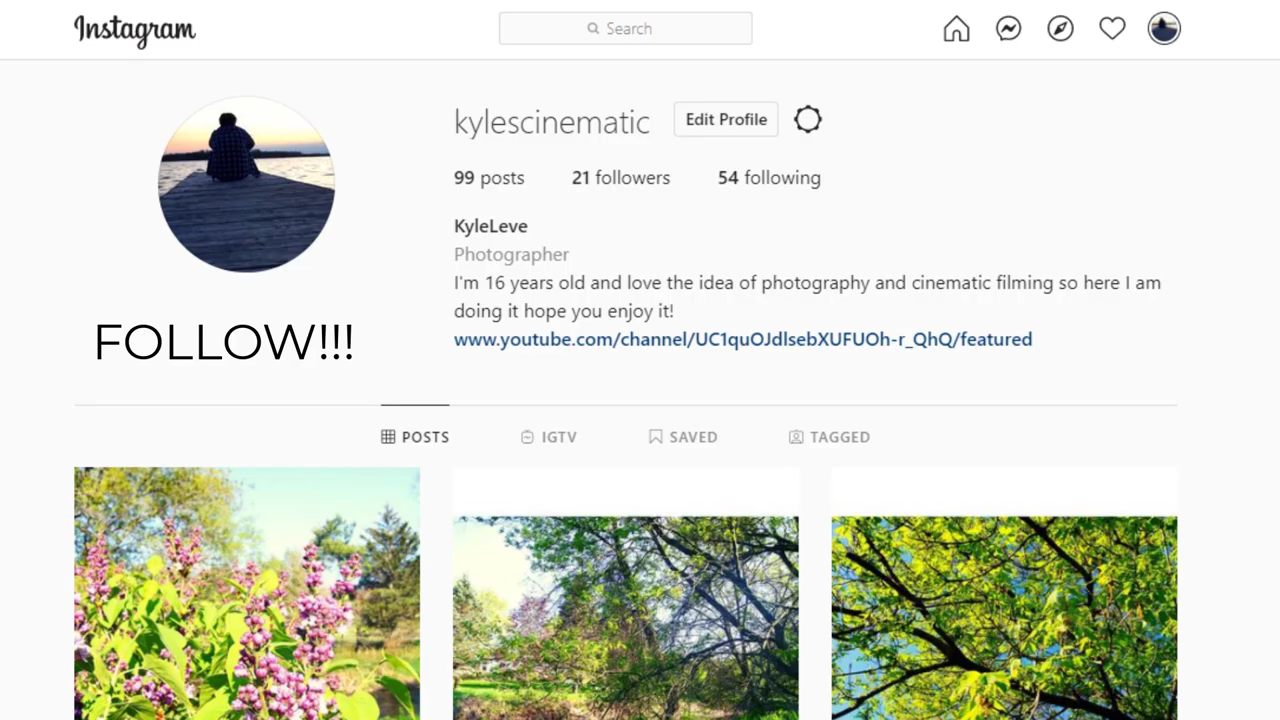 Instagram
Search
kylescinematic Edit Profile
99 posts 21 followers 54 following
KyleLeve
Photographer
I'm 16 years old and love the idea of photography and cinematic filming so here I am
doing it hope you enjoy it!
www.youtube.com/channel/UC1quOJdlsebXUFUOh-r_QhQ/featured
FOLLOW!!!
POSTS IGTV SAVED TAGGED